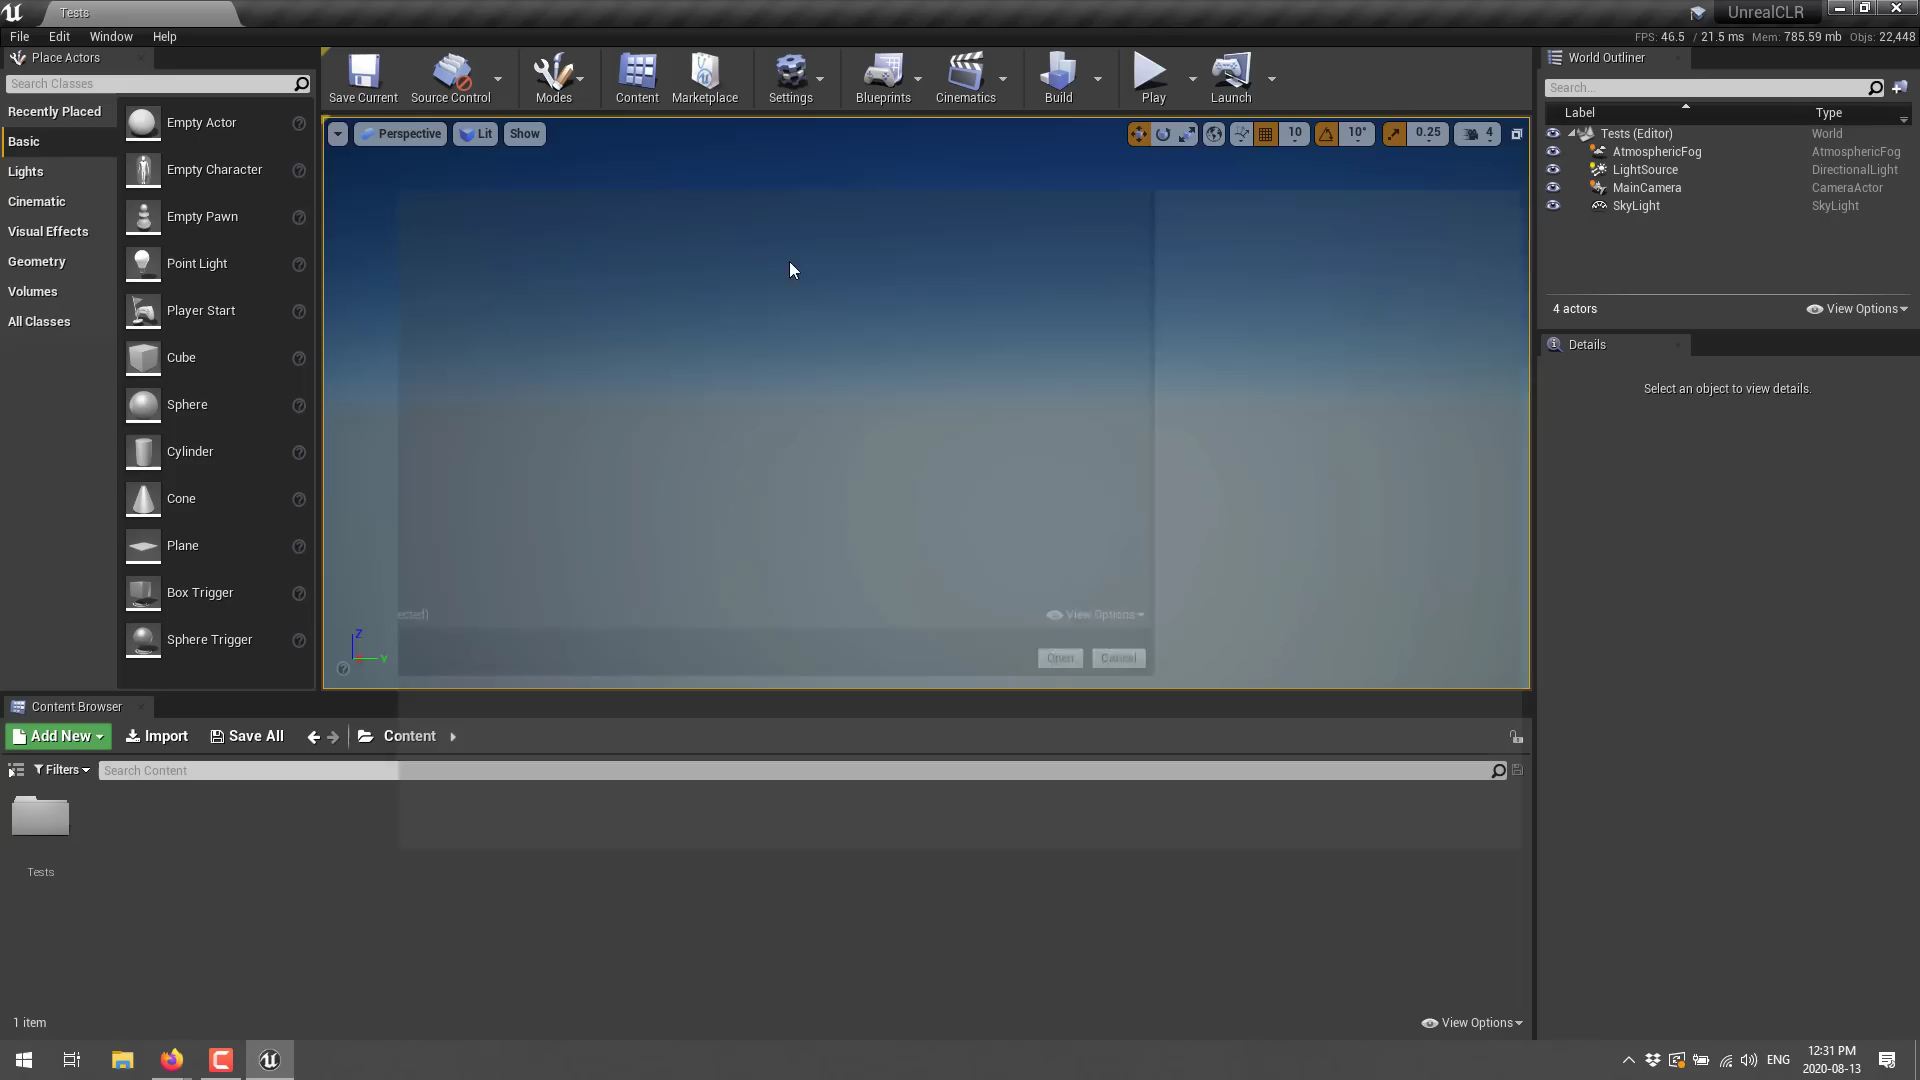 Tests
UnrealCLR
File Edit Window Help
FPS: 46.5 / 21.5 ms Mem: 785.59 mb Objs: 22,448
Place Actors
Search Classes
Recently Placed
Basic
Lights
Cinematic
Visual Effects
Geometry
Volumes
All Classes
Empty Actor
Empty Character
Empty Pawn
Point Light
Player Start
Cube
Sphere
Cylinder
Cone
Plane
Box Trigger
Sphere Trigger
Save Current Source Control Modes Content Marketplace Settings Blueprints Cinematics Build Play Launch
Perspective Lit Show
10 10° 0.25 4
ected)
View Options
Open Cancel
Z
Y
World Outliner
Search...
Label Type
Tests (Editor) World
AtmosphericFog AtmosphericFog
LightSource DirectionalLight
MainCamera CameraActor
SkyLight SkyLight
4 actors
View Options
Details
Select an object to view details.
Content Browser
Add New Import Save All Content
Filters
Search Content
Tests
1 item
View Options
ENG
12:31 PM
2020-08-13